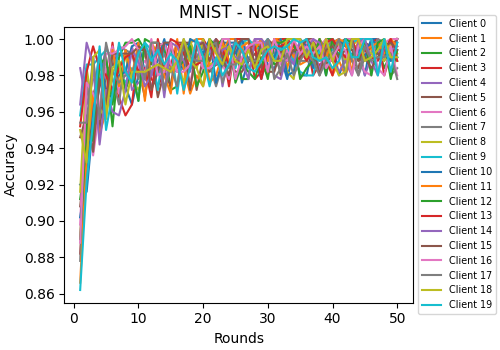 MNIST - NOISE
Accuracy
1.00
0.98
0.96
0.94
0.92
0.90
0.88
0.86
0
10
20
30
40
50
Rounds
Client 0
Client 1
Client 2
Client 3
Client 4
Client 5
Client 6
Client 7
Client 8
Client 9
Client 10
Client 11
Client 12
Client 13
Client 14
Client 15
Client 16
Client 17
Client 18
Client 19